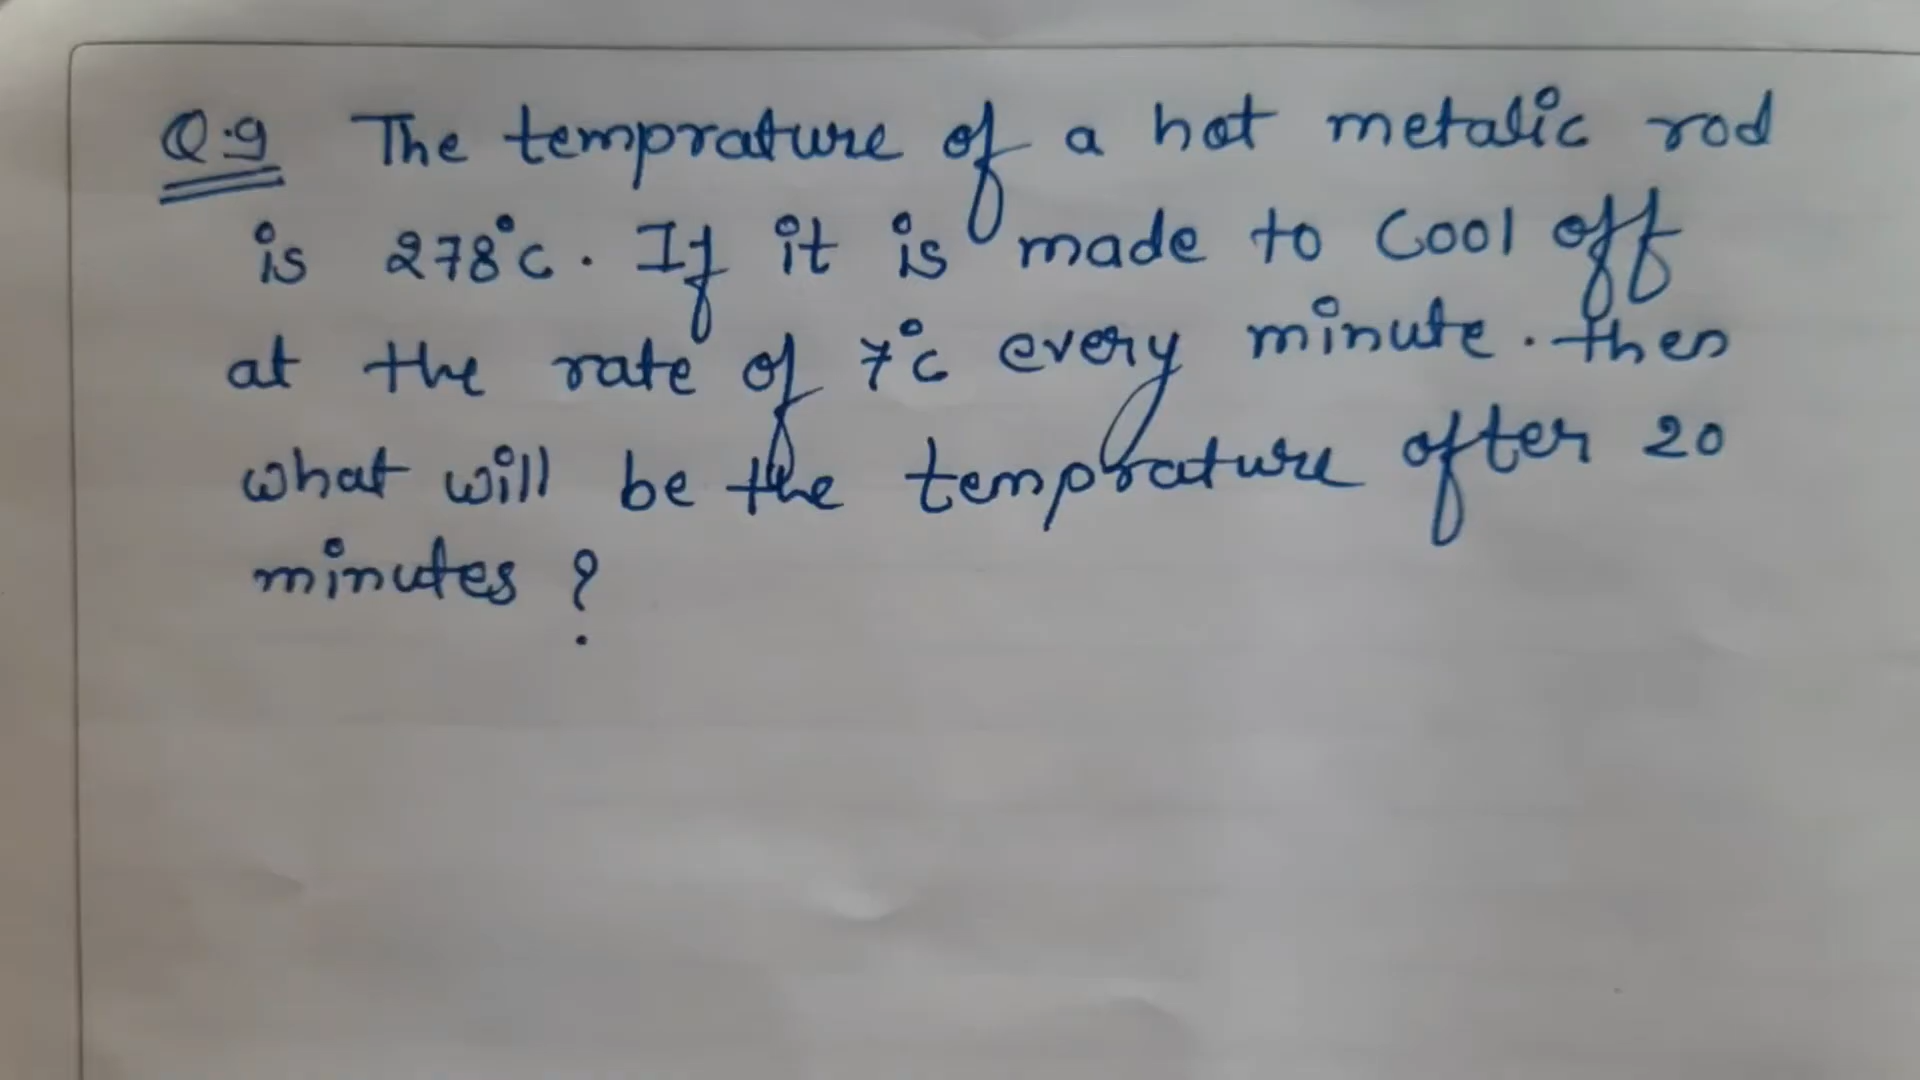 Q.9 The temprature of a hot metalic rod
is 278°c. If it is made to Cool off
at the rate of 7°c every minute. then
what will be the temprature after 20
minutes ?